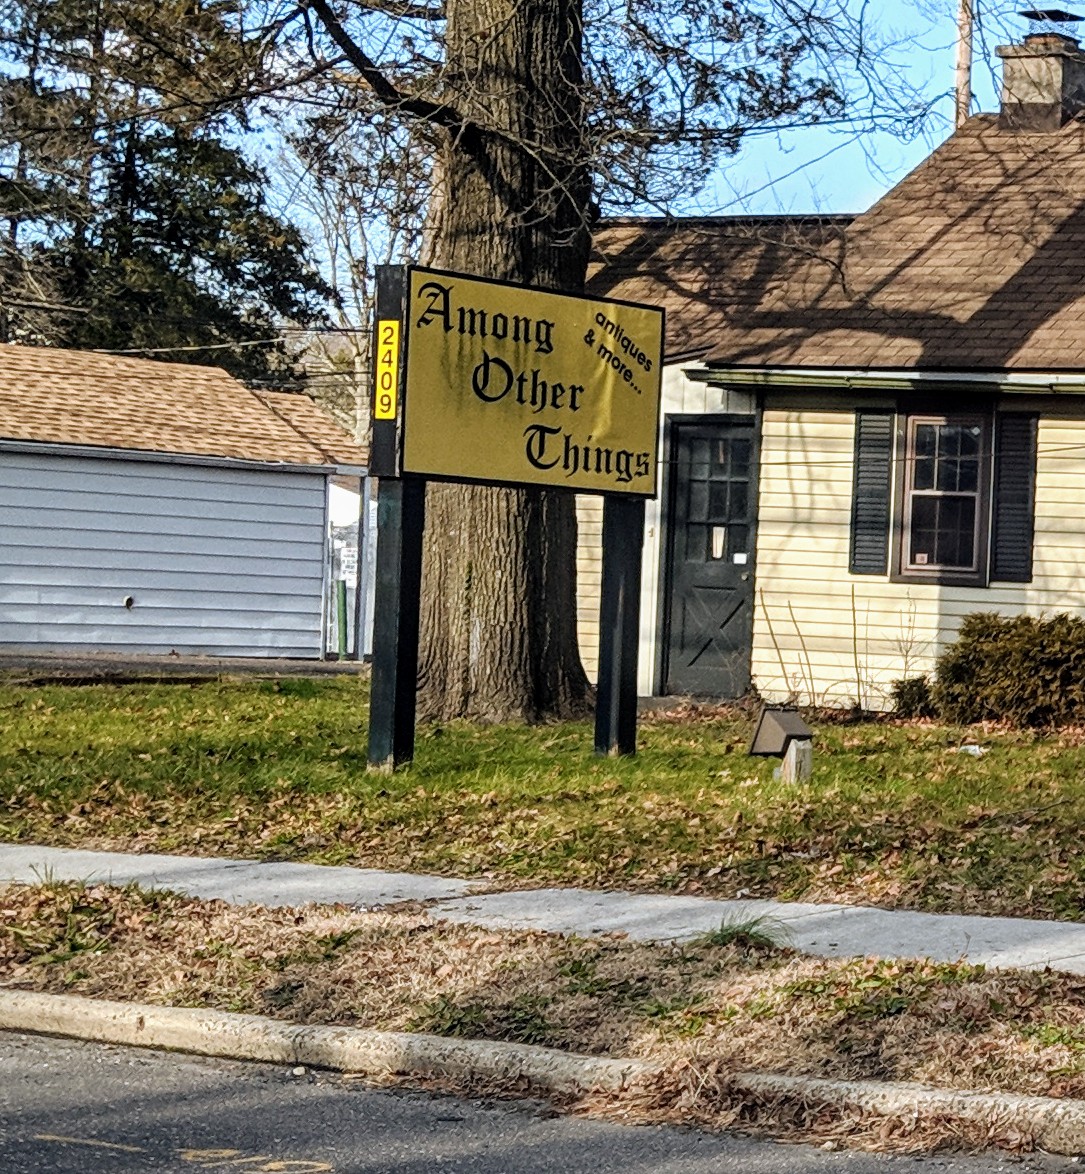 2409
Among
Other
Things
antiques
& more...